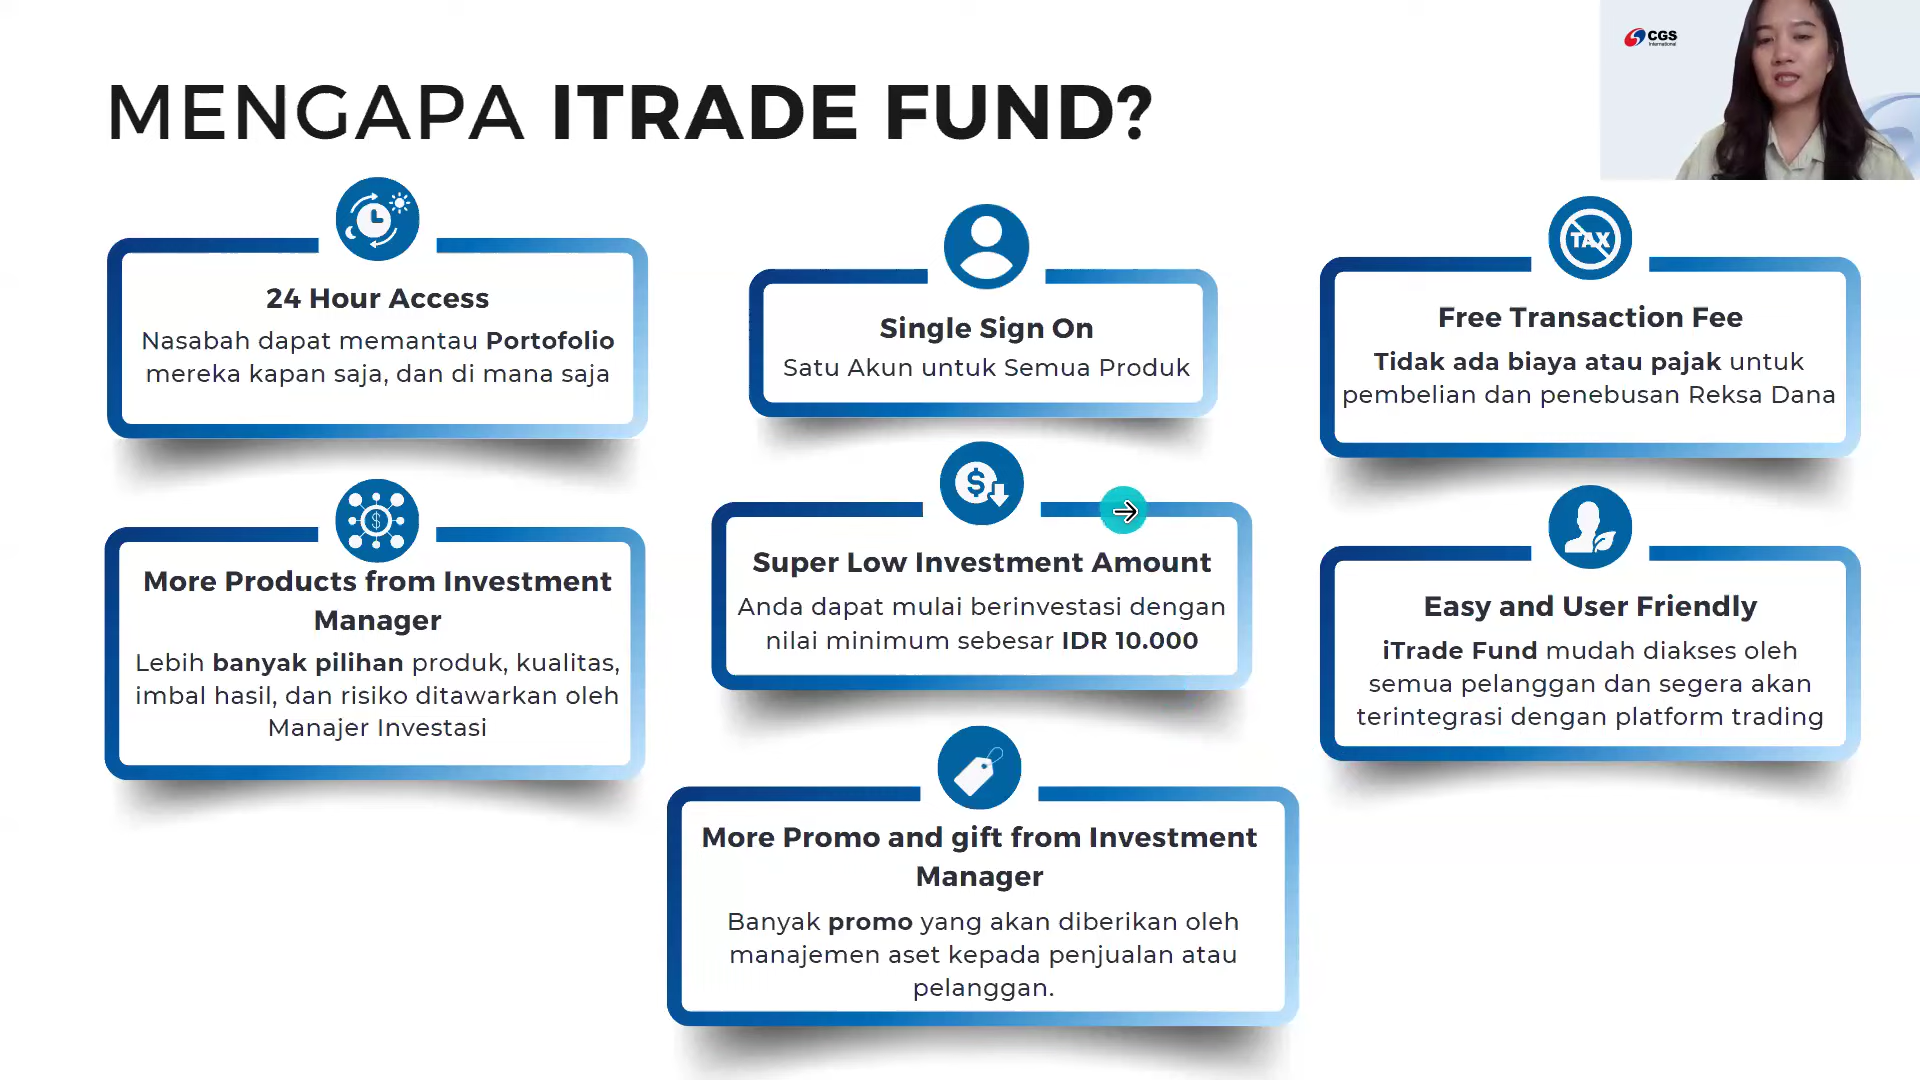 MENGAPA ITRADE FUND?
CGS
International
24 Hour Access
Nasabah dapat memantau Portofolio
mereka kapan saja, dan di mana saja
Single Sign On
Satu Akun untuk Semua Produk
TAX
Free Transaction Fee
Tidak ada biaya atau pajak untuk
pembelian dan penebusan Reksa Dana
$
More Products from Investment
Manager
Lebih banyak pilihan produk, kualitas,
imbal hasil, dan risiko ditawarkan oleh
Manajer Investasi
$
Super Low Investment Amount
Anda dapat mulai berinvestasi dengan
nilai minimum sebesar IDR 10.000
Easy and User Friendly
iTrade Fund mudah diakses oleh
semua pelanggan dan segera akan
terintegrasi dengan platform trading
More Promo and gift from Investment
Manager
Banyak promo yang akan diberikan oleh
manajemen aset kepada penjualan atau
pelanggan.